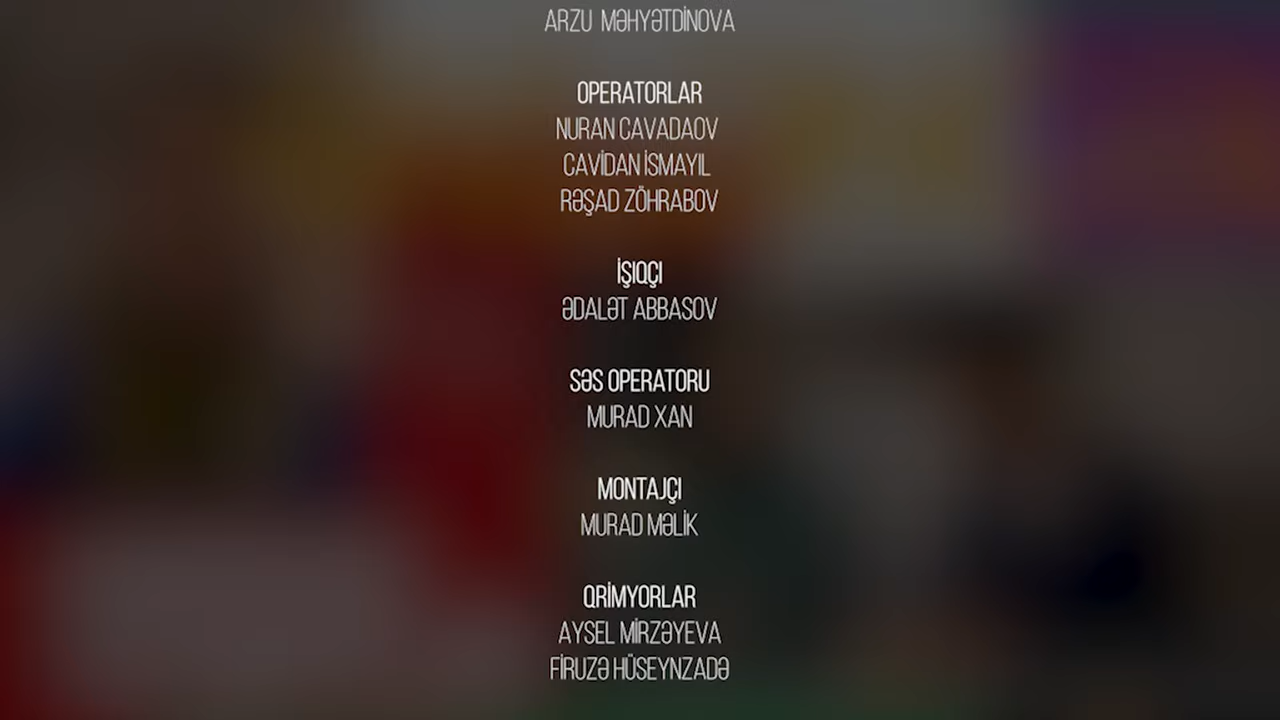 ARZU MƏHYƏTDİNOVA
OPERATORLAR
NURAN CAVADAOV
CAVİDAN İSMAYIL
RƏŞAD ZÖHRABOV
İŞIQÇI
ƏDALƏT ABBASOV
SƏS OPERATORU
MURAD XAN
MONTAJÇI
MURAD MƏLİK
QRİMYORLAR
AYSEL MİRZƏYEVA
FİRUZƏ HÜSEYNZADƏ